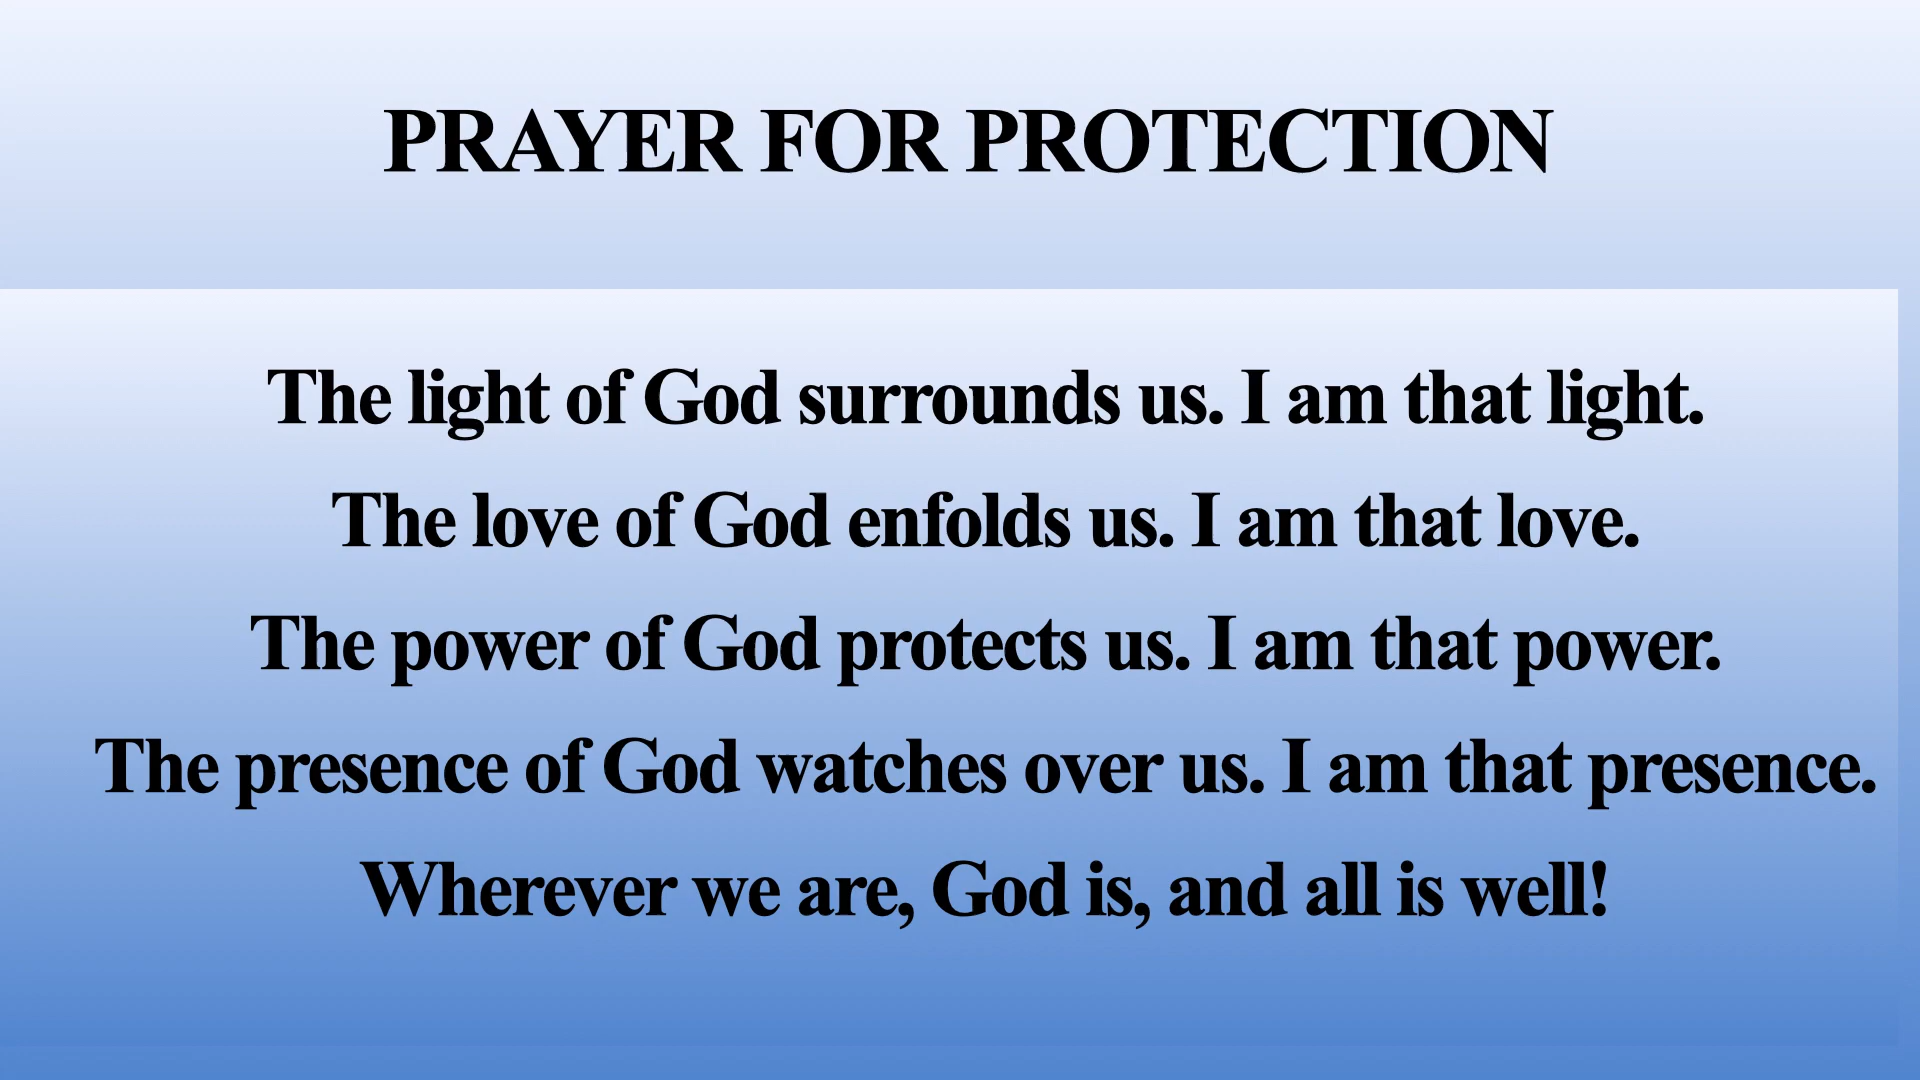 PRAYER FOR PROTECTION
The light of God surrounds us. I am that light.
The love of God enfolds us. I am that love.
The power of God protects us. I am that power.
The presence of God watches over us. I am that presence.
Wherever we are, God is, and all is well!